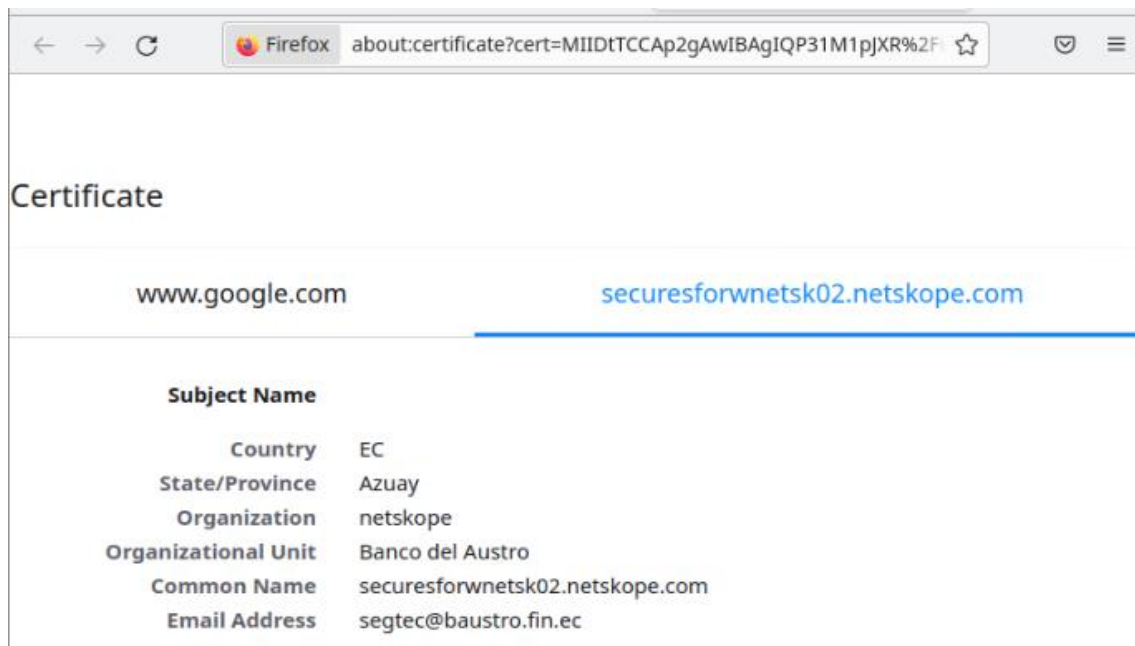 Firefox about:certificate?cert=MIIDtTCCAp2gAwIBAgIQP31M1pJXR%2F
Certificate
www.google.com securesforwnetsk02.netskope.com
Subject Name
Country EC
State/Province Azuay
Organization netskope
Organizational Unit Banco del Austro
Common Name securesforwnetsk02.netskope.com
Email Address segtec@baustro.fin.ec